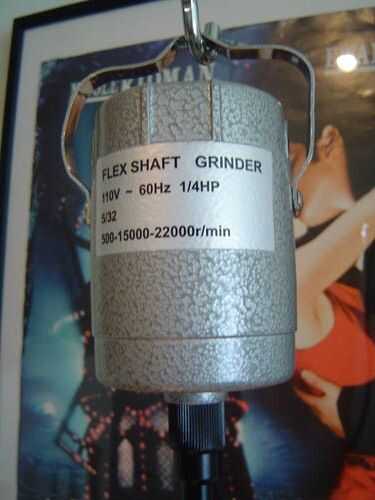 FLEX SHAFT GRINDER
110V ~ 60Hz 1/4HP
5/32
500-15000-22000r/min